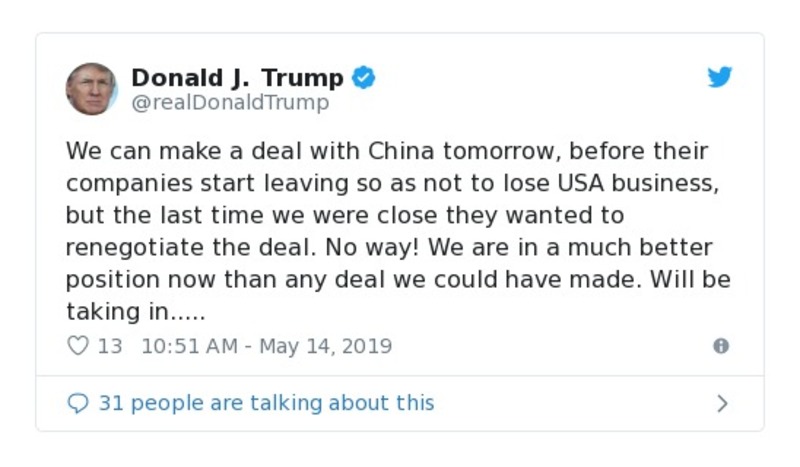 Donald J. Trump
@realDonaldTrump
We can make a deal with China tomorrow, before their
companies start leaving so as not to lose USA business,
but the last time we were close they wanted to
renegotiate the deal. No way! We are in a much better
position now than any deal we could have made. Will be
taking in.....
13 10:51 AM - May 14, 2019
31 people are talking about this